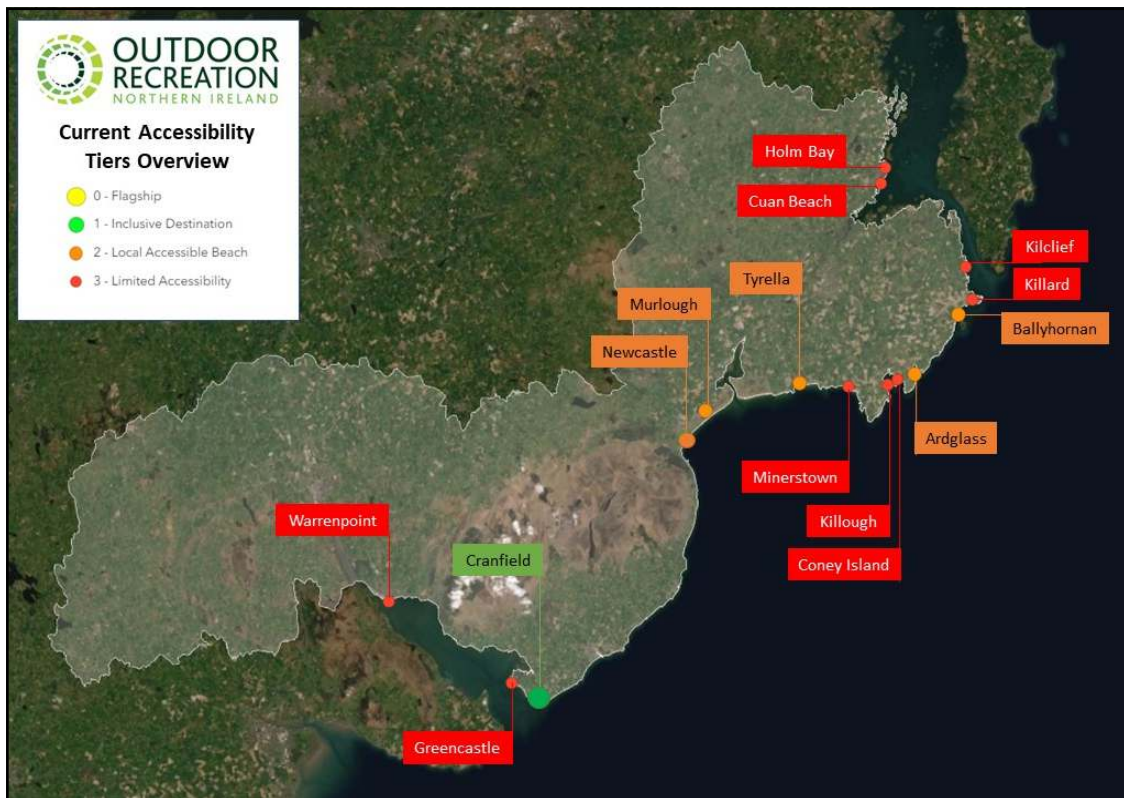 OUTDOOR
RECREATION
NORTHERN IRELAND
Current Accessibility
Tiers Overview
0 - Flagship
1 - Inclusive Destination
2 - Local Accessible Beach
3 - Limited Accessibility
Holm Bay
Cuan Beach
Kilclief
Killard
Tyrella
Murlough
Ballyhornan
Newcastle
Ardglass
Minerstown
Killough
Warrenpoint
Cranfield
Coney Island
Greencastle